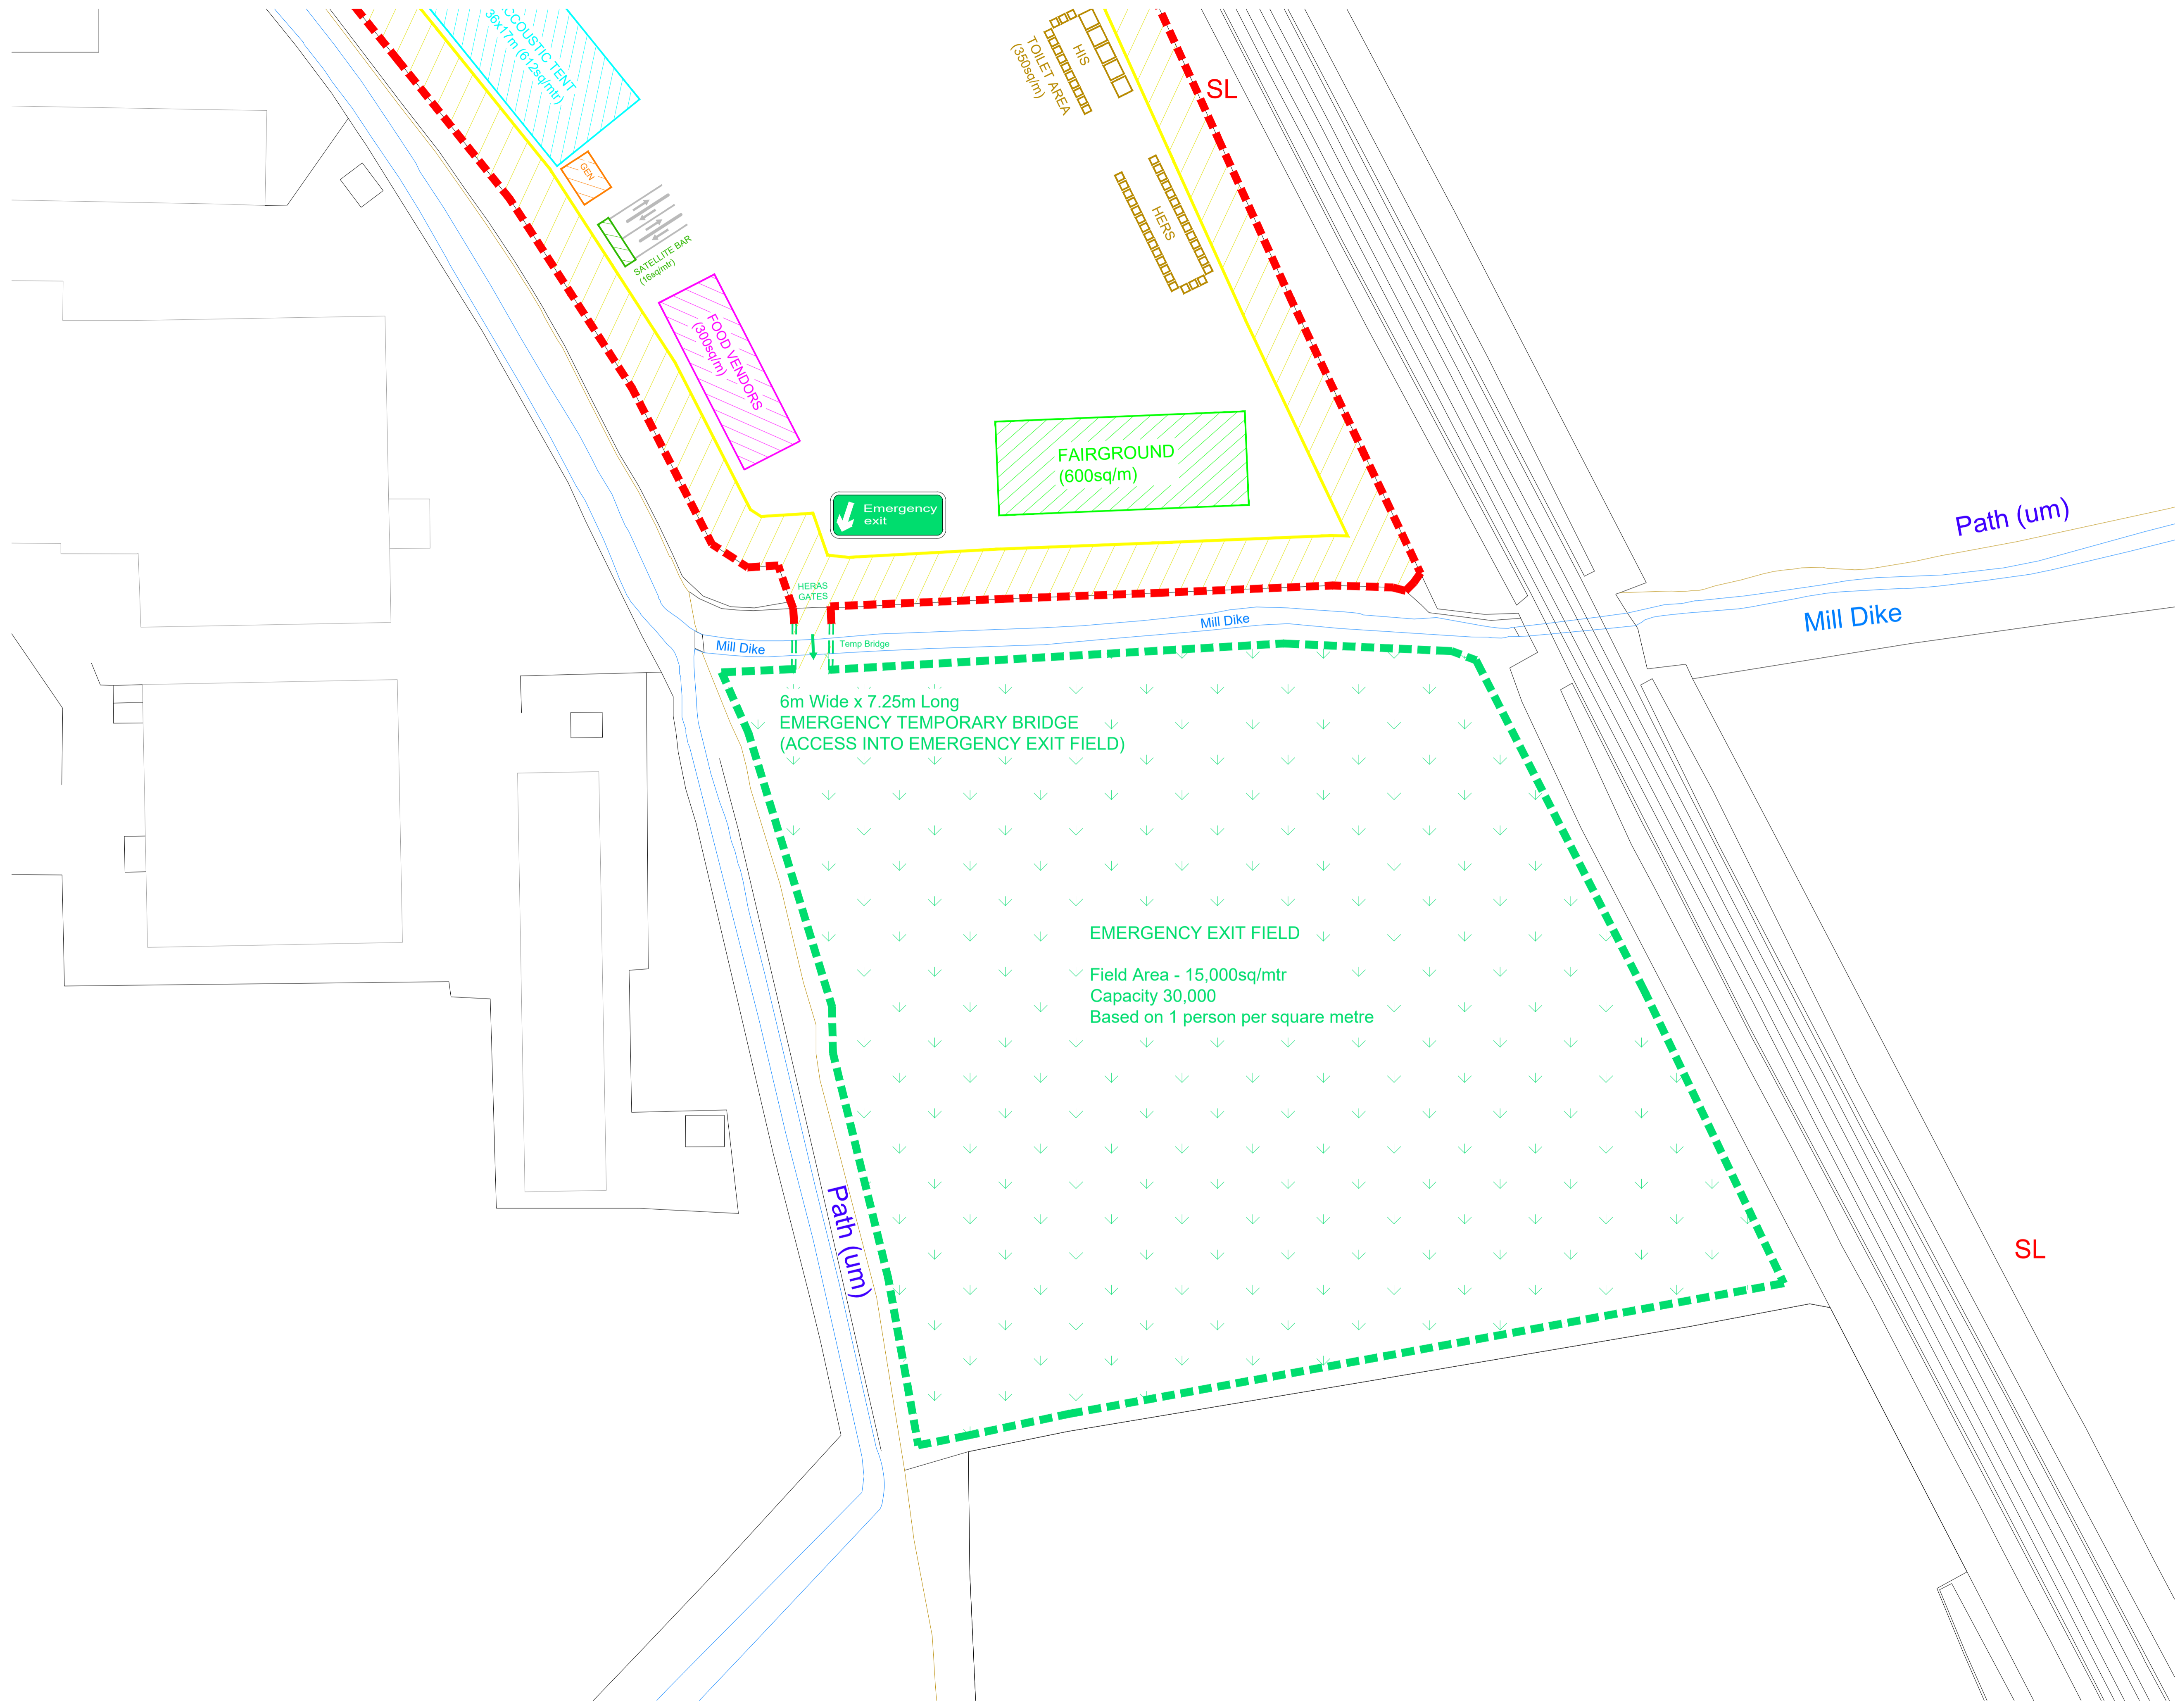 CCOUSTIC TENT
36x17m (612sq/mtr)
GEN
SATELLITE BAR
(16sq/mtr)
FOOD VENDORS
(300sq/m)
HIS
TOILET AREA
(350sq/m)
HERS
SL
FAIRGROUND
(600sq/m)
Emergency
exit
HERAS
GATES
Temp Bridge
Mill Dike
Mill Dike
Path (um)
Mill Dike
6m Wide x 7.25m Long
EMERGENCY TEMPORARY BRIDGE
(ACCESS INTO EMERGENCY EXIT FIELD)
EMERGENCY EXIT FIELD
Field Area - 15,000sq/mtr
Capacity 30,000
Based on 1 person per square metre
Path (um)
SL